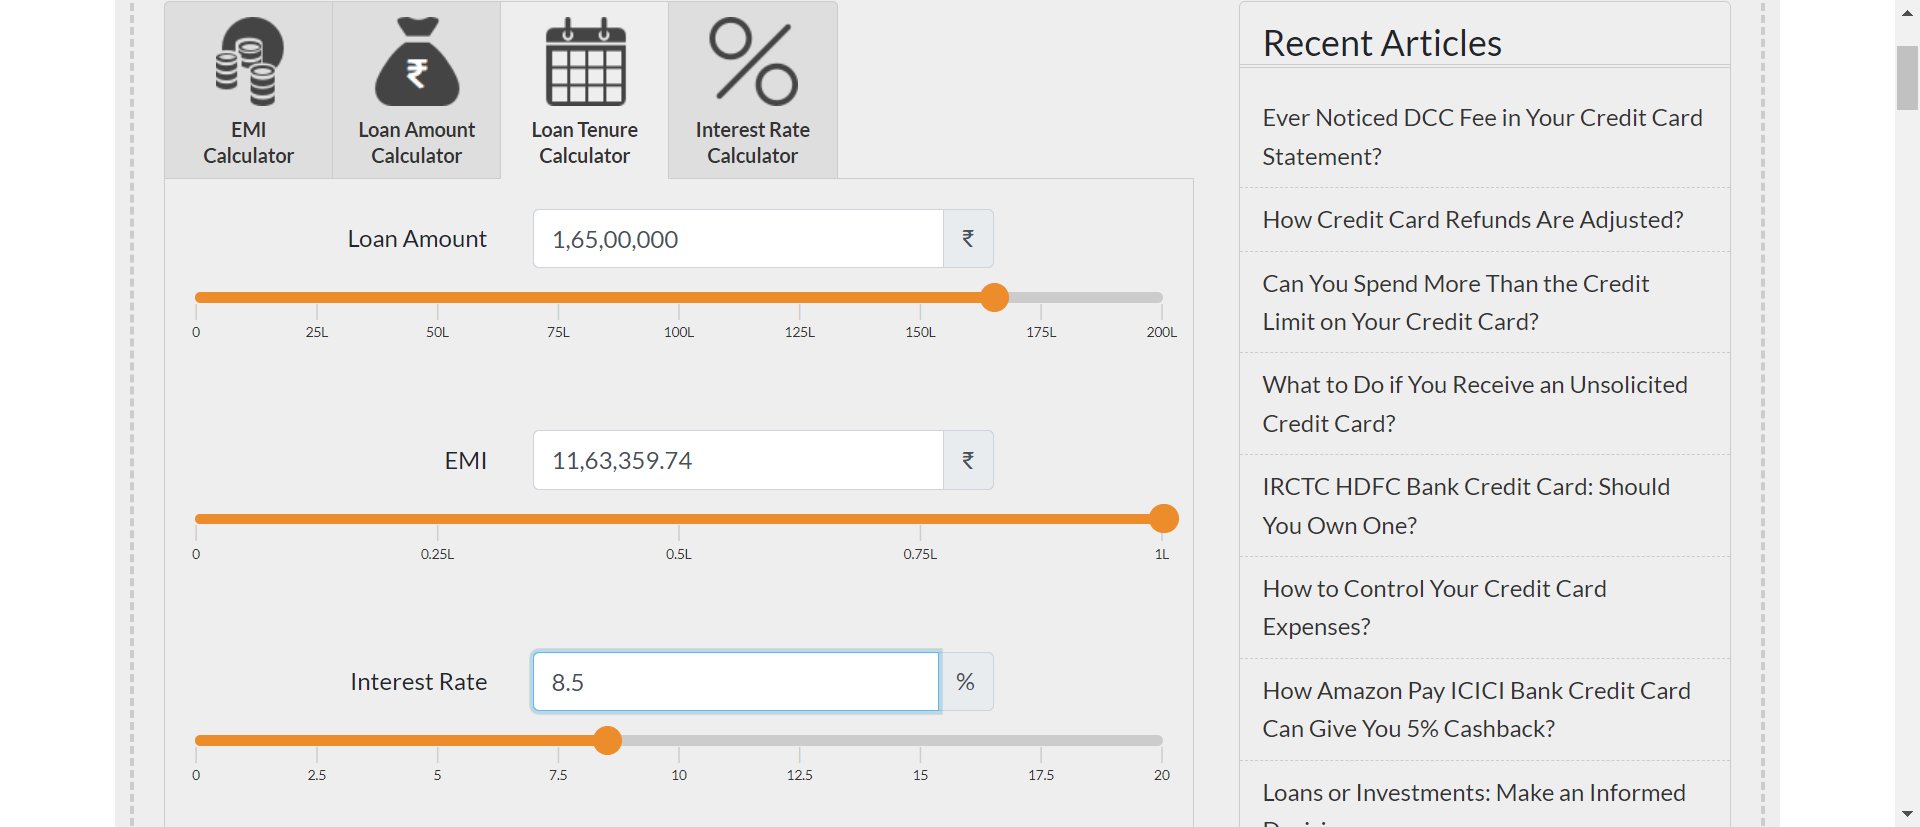 EMI
Calculator
Loan Amount
Calculator
Loan Tenure
Calculator
Interest Rate
Calculator
Loan Amount
1,65,00,000
₹
0 25L 50L 75L 100L 125L 150L 175L 200L
EMI
11,63,359.74
₹
0 0.25L 0.5L 0.75L 1L
Interest Rate
8.5
%
0 2.5 5 7.5 10 12.5 15 17.5 20
Recent Articles
Ever Noticed DCC Fee in Your Credit Card
Statement?
How Credit Card Refunds Are Adjusted?
Can You Spend More Than the Credit
Limit on Your Credit Card?
What to Do if You Receive an Unsolicited
Credit Card?
IRCTC HDFC Bank Credit Card: Should
You Own One?
How to Control Your Credit Card
Expenses?
How Amazon Pay ICICI Bank Credit Card
Can Give You 5% Cashback?
Loans or Investments: Make an Informed